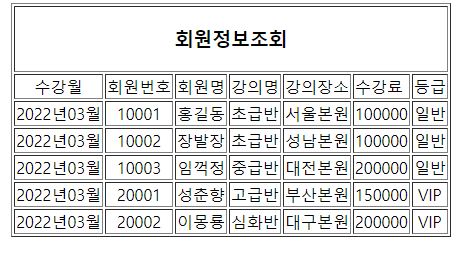 회원정보조회
수강월 회원번호 회원명 강의명 강의장소 수강료 등급
2022년03월 10001 홍길동 초급반 서울본원 100000 일반
2022년03월 10002 장발장 초급반 성남본원 100000 일반
2022년03월 10003 임꺽정 중급반 대전본원 200000 일반
2022년03월 20001 성춘향 고급반 부산본원 150000 VIP
2022년03월 20002 이몽룡 심화반 대구본원 200000 VIP